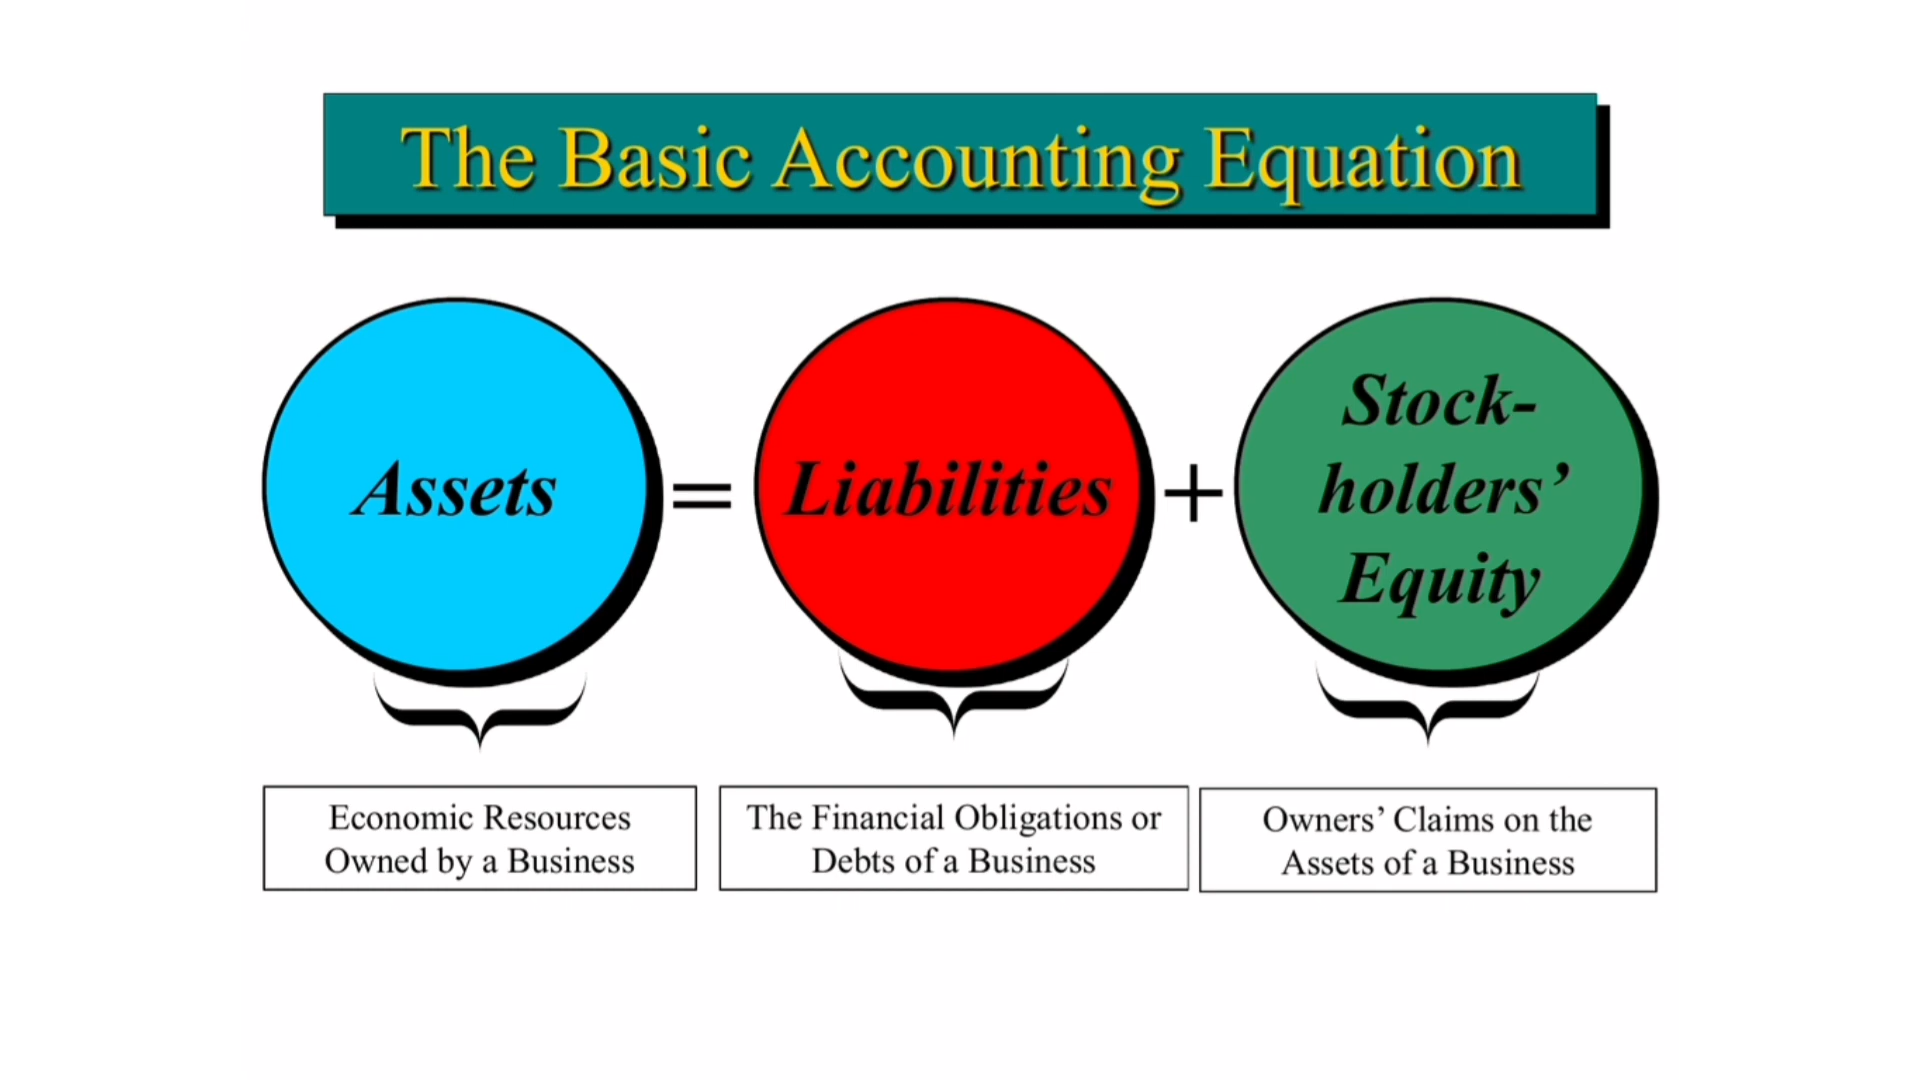 The Basic Accounting Equation
Assets
=
Liabilities
+
Stock-
holders’
Equity
Economic Resources
Owned by a Business
The Financial Obligations or
Debts of a Business
Owners’ Claims on the
Assets of a Business